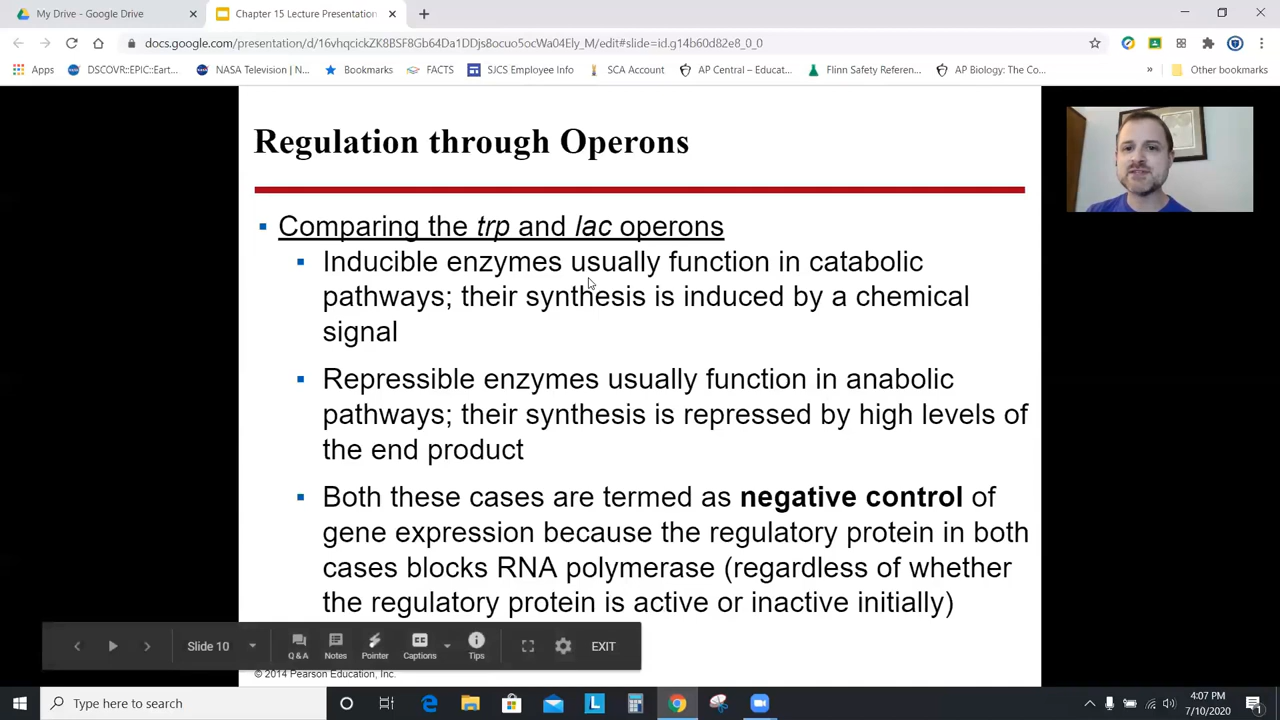 My Drive - Google Drive
Chapter 15 Lecture Presentation
docs.google.com/presentation/d/16vhqcickZK8BSF8GD64D1DDjs8ocuo5ocWa04Ely_M/edit#slide=id.g14b60d82e8_0_0
Apps
DSCOVR::EPIC::Eart...
NASA Television | N...
Bookmarks
FACTS
SJCS Employee Info
SCA Account
AP Central – Educat...
Flinn Safety Referen...
AP Biology: The Co...
»
Other bookmarks
Regulation through Operons
▪ Comparing the trp and lac operons
▪ Inducible enzymes usually function in catabolic
pathways; their synthesis is induced by a chemical
signal
▪ Repressible enzymes usually function in anabolic
pathways; their synthesis is repressed by high levels of
the end product
▪ Both these cases are termed as negative control of
gene expression because the regulatory protein in both
cases blocks RNA polymerase (regardless of whether
the regulatory protein is active or inactive initially)
Slide 10
Q & A
Notes
Pointer
Captions
Tips
EXIT
© 2014 Pearson Education, Inc.
Type here to search
4:07 PM
7/10/2020